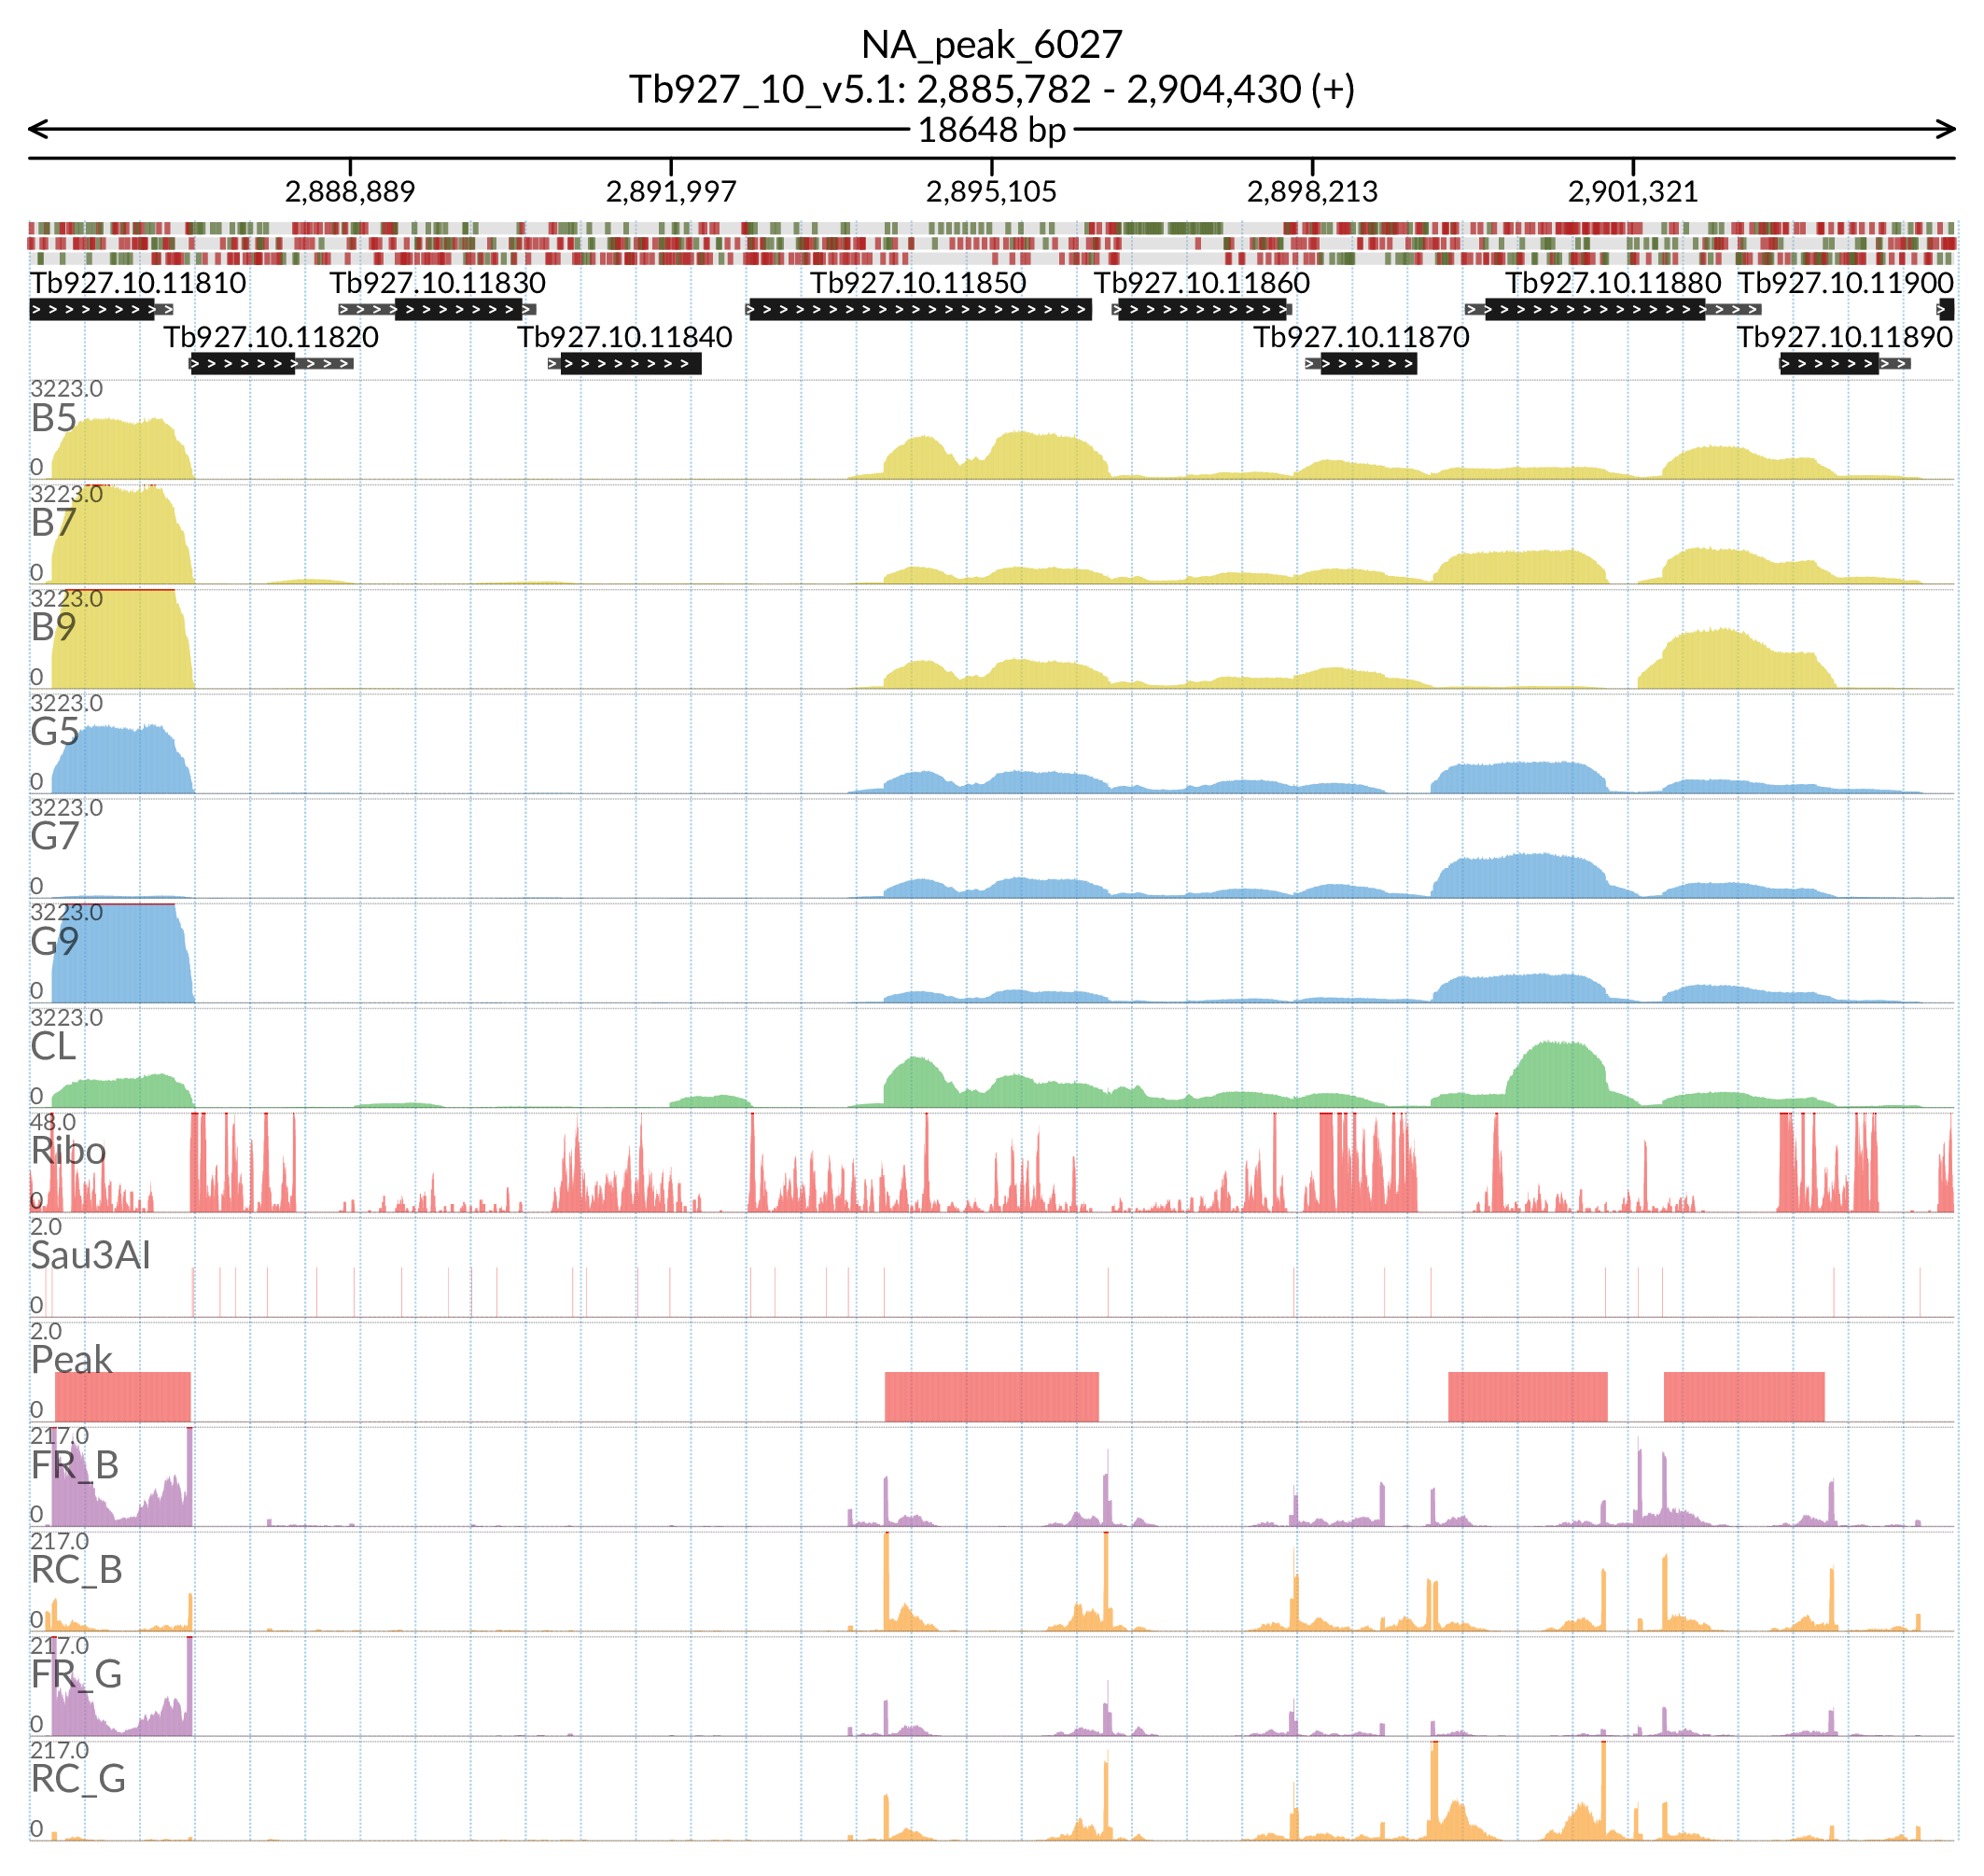 NA_peak_6027
Tb927_10_v5.1: 2,885,782 - 2,904,430 (+)
18648 bp
2,888,889 2,891,997 2,895,105 2,898,213 2,901,321
Tb927.10.11810 Tb927.10.11830 Tb927.10.11850 Tb927.10.11860 Tb927.10.11880 Tb927.10.11900
Tb927.10.11820 Tb927.10.11840 Tb927.10.11870 Tb927.10.11890
3223.0
B5
0
3223.0
B7
0
3223.0
B9
0
3223.0
G5
0
3223.0
G7
0
3223.0
G9
0
3223.0
CL
0
48.0
Ribo
0
2.0
Sau3AI
0
2.0
Peak
0
217.0
FR_B
0
217.0
RC_B
0
217.0
FR_G
0
217.0
RC_G
0